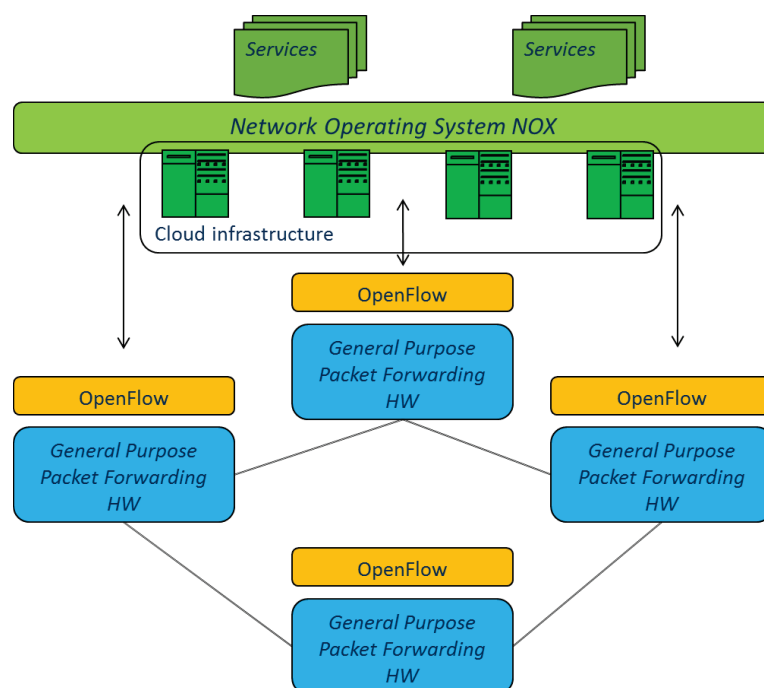 Services
Services
Network Operating System NOX
Cloud infrastructure
OpenFlow
General Purpose
Packet Forwarding
HW
OpenFlow
General Purpose
Packet Forwarding
HW
OpenFlow
General Purpose
Packet Forwarding
HW
OpenFlow
General Purpose
Packet Forwarding
HW